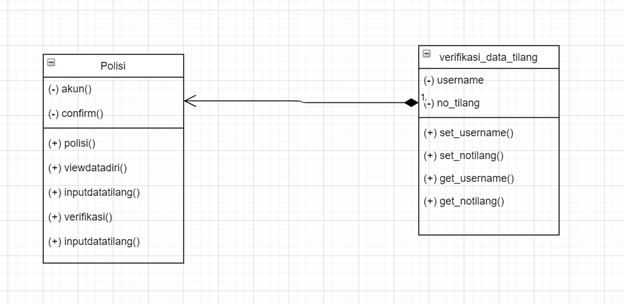 Polisi
(-) akun()
(-) confirm()
(+) polisi()
(+) viewdatadiri()
(+) inputdatatilang()
(+) verifikasi()
(+) inputdatatilang()
verifikasi_data_tilang
(-) username
1
(-) no_tilang
(+) set_username()
(+) set_notilang()
(+) get_username()
(+) get_notilang()